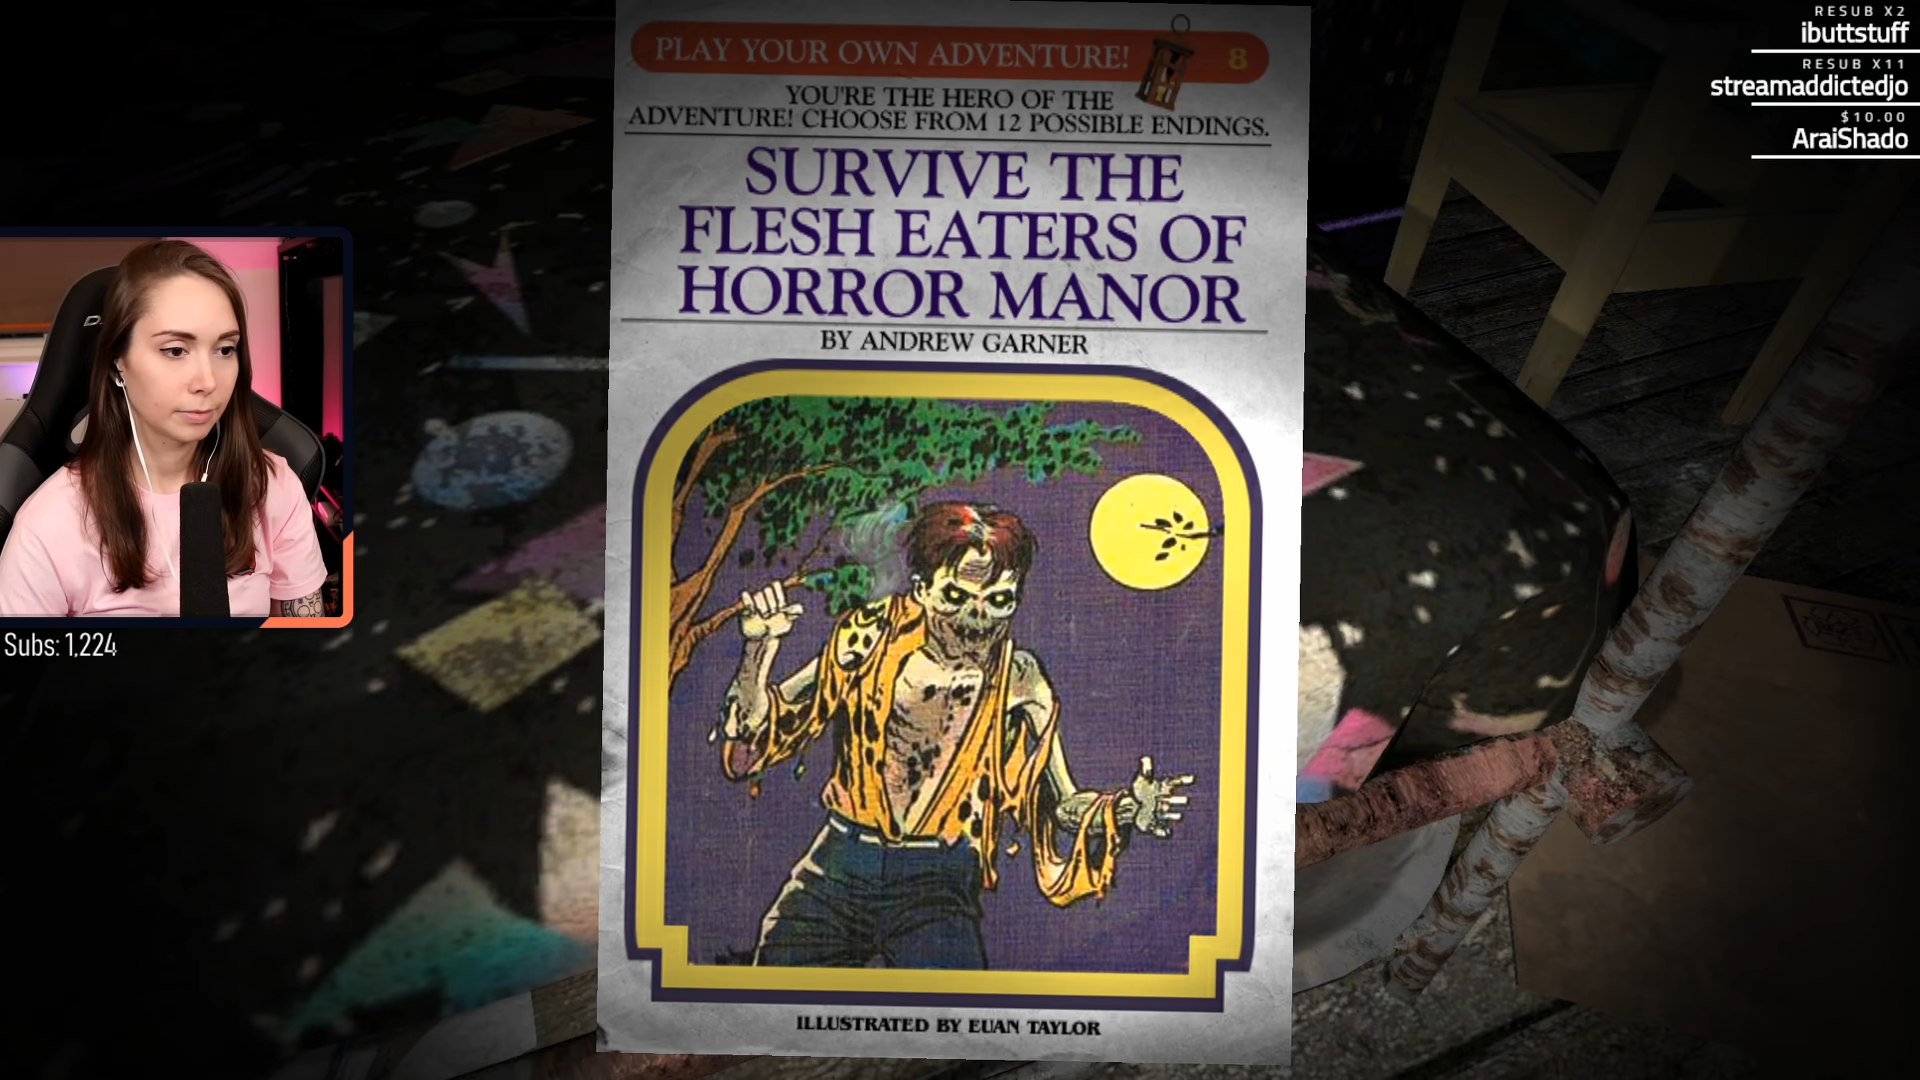 PLAY YOUR OWN ADVENTURE!
8
YOU'RE THE HERO OF THE
ADVENTURE! CHOOSE FROM 12 POSSIBLE ENDINGS.
SURVIVE THE
FLESH EATERS OF
HORROR MANOR
BY ANDREW GARNER
ILLUSTRATED BY EUAN TAYLOR
RESUB X2
ibuttstuff
RESUB X11
streamaddictedjo
$10.00
AraiShado
Subs: 1,224